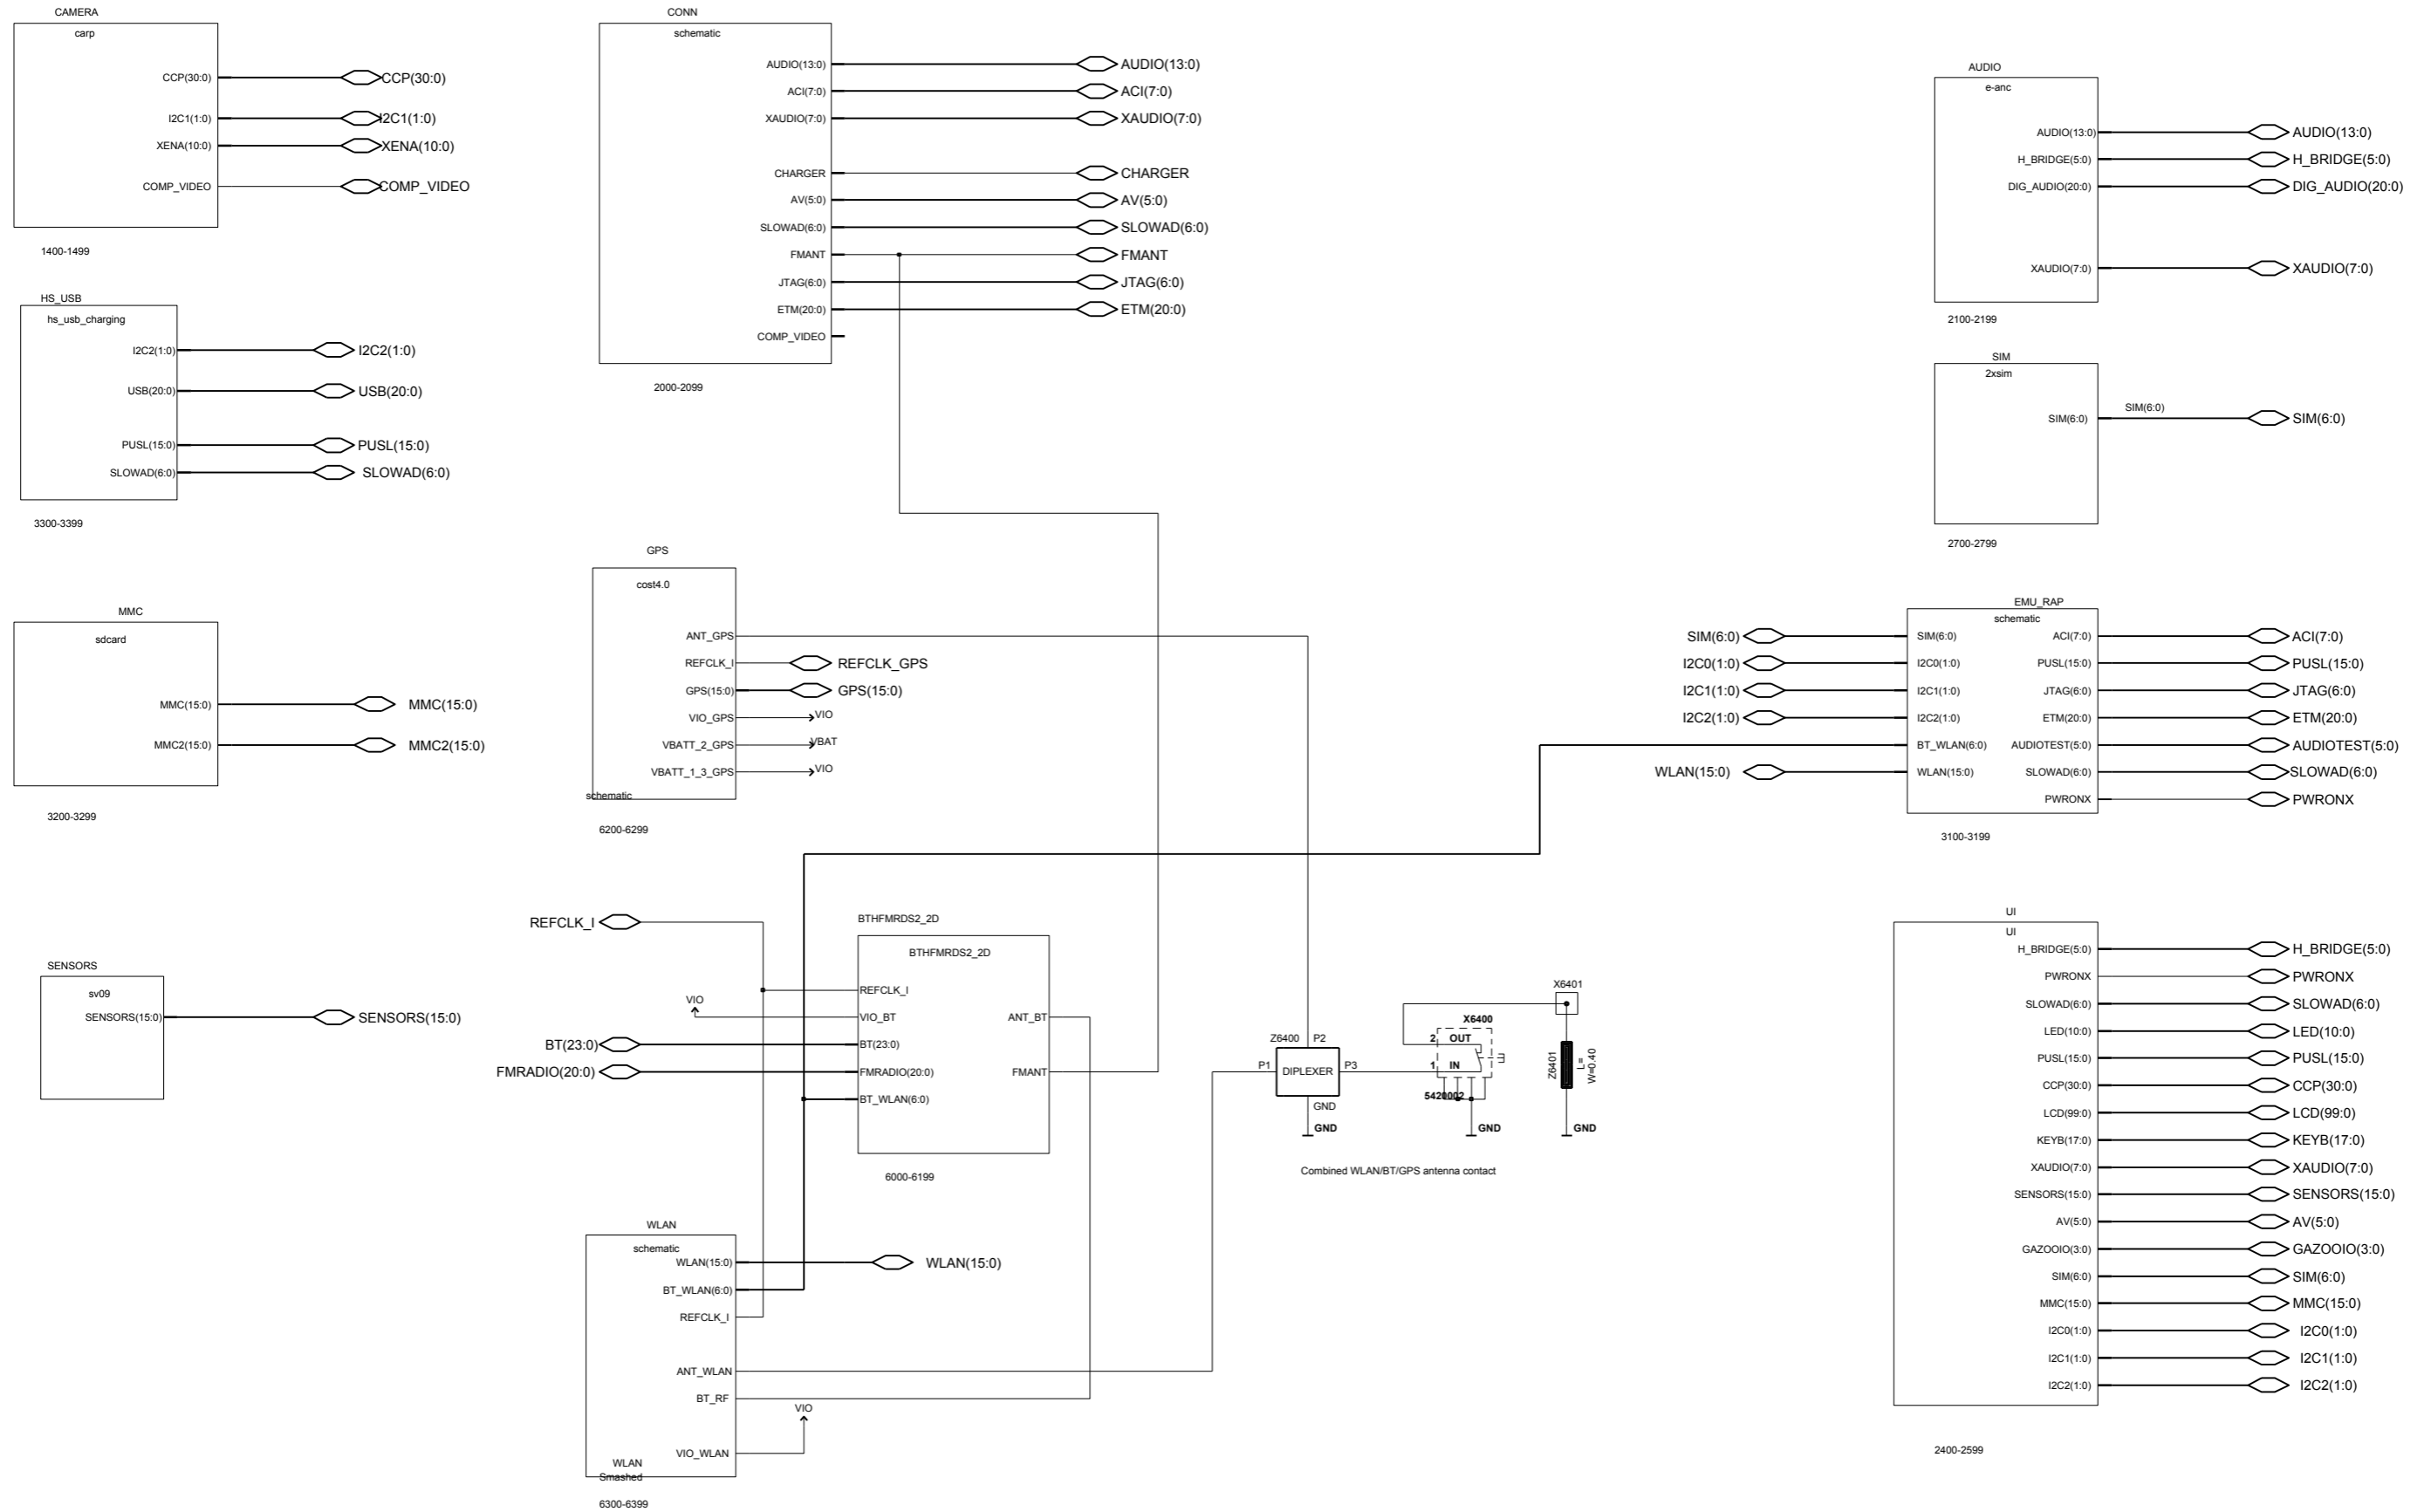 CAMERA
carp
CCP(30:0) CCP(30:0)
I2C1(1:0) I2C1(1:0)
XENA(10:0) XENA(10:0)
COMP_VIDEO COMP_VIDEO
1400-1499
HS_USB
hs_usb_charging
I2C2(1:0) I2C2(1:0)
USB(20:0) USB(20:0)
PUSL(15:0) PUSL(15:0)
SLOWAD(6:0) SLOWAD(6:0)
3300-3399
MMC
sdcard
MMC(15:0) MMC(15:0)
MMC2(15:0) MMC2(15:0)
3200-3299
SENSORS
sv09
SENSORS(15:0) SENSORS(15:0)
CONN
schematic
AUDIO(13:0) AUDIO(13:0)
ACI(7:0) ACI(7:0)
XAUDIO(7:0) XAUDIO(7:0)
CHARGER CHARGER
AV(5:0) AV(5:0)
SLOWAD(6:0) SLOWAD(6:0)
FMANT FMANT
JTAG(6:0) JTAG(6:0)
ETM(20:0) ETM(20:0)
COMP_VIDEO
2000-2099
GPS
cost4.0
ANT_GPS
REFCLK_I REFCLK_GPS
GPS(15:0) GPS(15:0)
VIO_GPS VIO
VBATT_2_GPS VBAT
VBATT_1_3_GPS VIO
schematic
6200-6299
REFCLK_I
BTHFMRDS2_2D
BTHFMRDS2_2D
REFCLK_I
VIO VIO_BT ANT_BT
BT(23:0) BT(23:0)
FMRADIO(20:0) FMRADIO(20:0) FMANT
BT_WLAN(6:0)
6000-6199
WLAN
schematic
WLAN(15:0) WLAN(15:0)
BT_WLAN(6:0)
REFCLK_I
ANT_WLAN
BT_RF
VIO
VIO_WLAN
WLAN
Smashed
6300-6399
Z6400 P2
P1 DIPLEXER P3
GND
GND
X6400
2 OUT
1 IN
5420002
GND
X6401
Z6401
L=
W=0.40
GND
Combined WLAN/BT/GPS antenna contact
AUDIO
e-anc
AUDIO(13:0) AUDIO(13:0)
H_BRIDGE(5:0) H_BRIDGE(5:0)
DIG_AUDIO(20:0) DIG_AUDIO(20:0)
XAUDIO(7:0) XAUDIO(7:0)
2100-2199
SIM
2xsim
SIM(6:0) SIM(6:0) SIM(6:0)
2700-2799
EMU_RAP
schematic
SIM(6:0) SIM(6:0) ACI(7:0) ACI(7:0)
I2C0(1:0) I2C0(1:0) PUSL(15:0) PUSL(15:0)
I2C1(1:0) I2C1(1:0) JTAG(6:0) JTAG(6:0)
I2C2(1:0) I2C2(1:0) ETM(20:0) ETM(20:0)
BT_WLAN(6:0) AUDIOTEST(5:0) AUDIOTEST(5:0)
WLAN(15:0) WLAN(15:0) SLOWAD(6:0) SLOWAD(6:0)
PWRONX PWRONX
3100-3199
UI
UI
H_BRIDGE(5:0) H_BRIDGE(5:0)
PWRONX PWRONX
SLOWAD(6:0) SLOWAD(6:0)
LED(10:0) LED(10:0)
PUSL(15:0) PUSL(15:0)
CCP(30:0) CCP(30:0)
LCD(99:0) LCD(99:0)
KEYB(17:0) KEYB(17:0)
XAUDIO(7:0) XAUDIO(7:0)
SENSORS(15:0) SENSORS(15:0)
AV(5:0) AV(5:0)
GAZOOIO(3:0) GAZOOIO(3:0)
SIM(6:0) SIM(6:0)
MMC(15:0) MMC(15:0)
I2C0(1:0) I2C0(1:0)
I2C1(1:0) I2C1(1:0)
I2C2(1:0) I2C2(1:0)
2400-2599